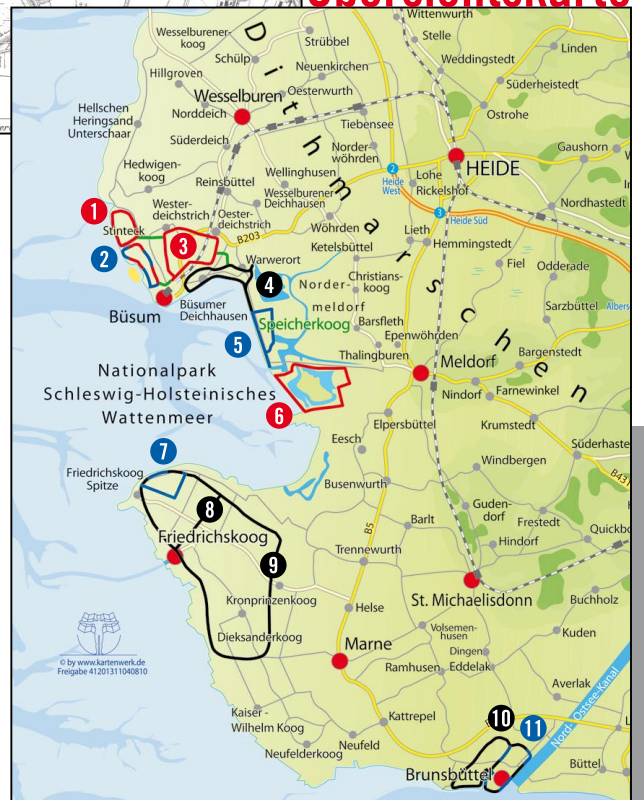 Übersichtskarte
Wittenwurth
Wesselburener-
koog
Strübbel
Stelle
Schülp
Linden
Weddingstedt
Hillgroven
Neuenkirchen
Oesterwurth
Süderheistedt
Wesselburen
Hellschen
Heringsand
Unterschaar
Norddeich
Ostrohe
Tiebensee
Süderdeich
Norder-
wöhrden
Gaushorn
HEIDE
Hedwigen-
koog
Wellinghusen
2
Heide
West
Lohe
Rickelshof
Reinsbüttel
Wesselburener
Deichhausen
Nordhastedt
Wester-
deichstrich
Oester-
deichstrich
3
Heide Süd
1
Stinteck
Wöhrden
Lieth
Hemmingstedt
B203
3
Ketelsbüttel
2
Warwerort
Fiel
Odderade
4
Norder-
meldorf
Christians-
koog
Büsumer
Deichhausen
Sarzbüttel
Albers
Büsum
Speicherkoog
Barsfleth
Epenwöhrden
5
Thalingburen
Bargenstedt
Meldorf
Dithmarschen
Nationalpark
Schleswig-Holsteinisches
Wattenmeer
Nindorf
Farnewinkel
6
Elpersbüttel
Krumstedt
Eesch
Süderhaste
7
Windbergen
B431
Friedrichskoog
Spitze
Busenwurth
8
Guden-
dorf
Barlt
Frestedt
B5
Quickbo
Friedrichskoog
Hindorf
Trennewurth
9
St. Michaelisdonn
Buchholz
Kronprinzenkoog
Helse
Volsemen-
husen
Kuden
Dieksanderkoog
Marne
Dingen
Eddelak
Ramhusen
© by www.kartenwerk.de
Freigabe 41201311040810
Averlak
Kaiser -
Wilhelm Koog
Kattrepel
10
11
Nord-Ostsee-Kanal
Neufeld
Neufelderkoog
Büttel
Brunsbüttel